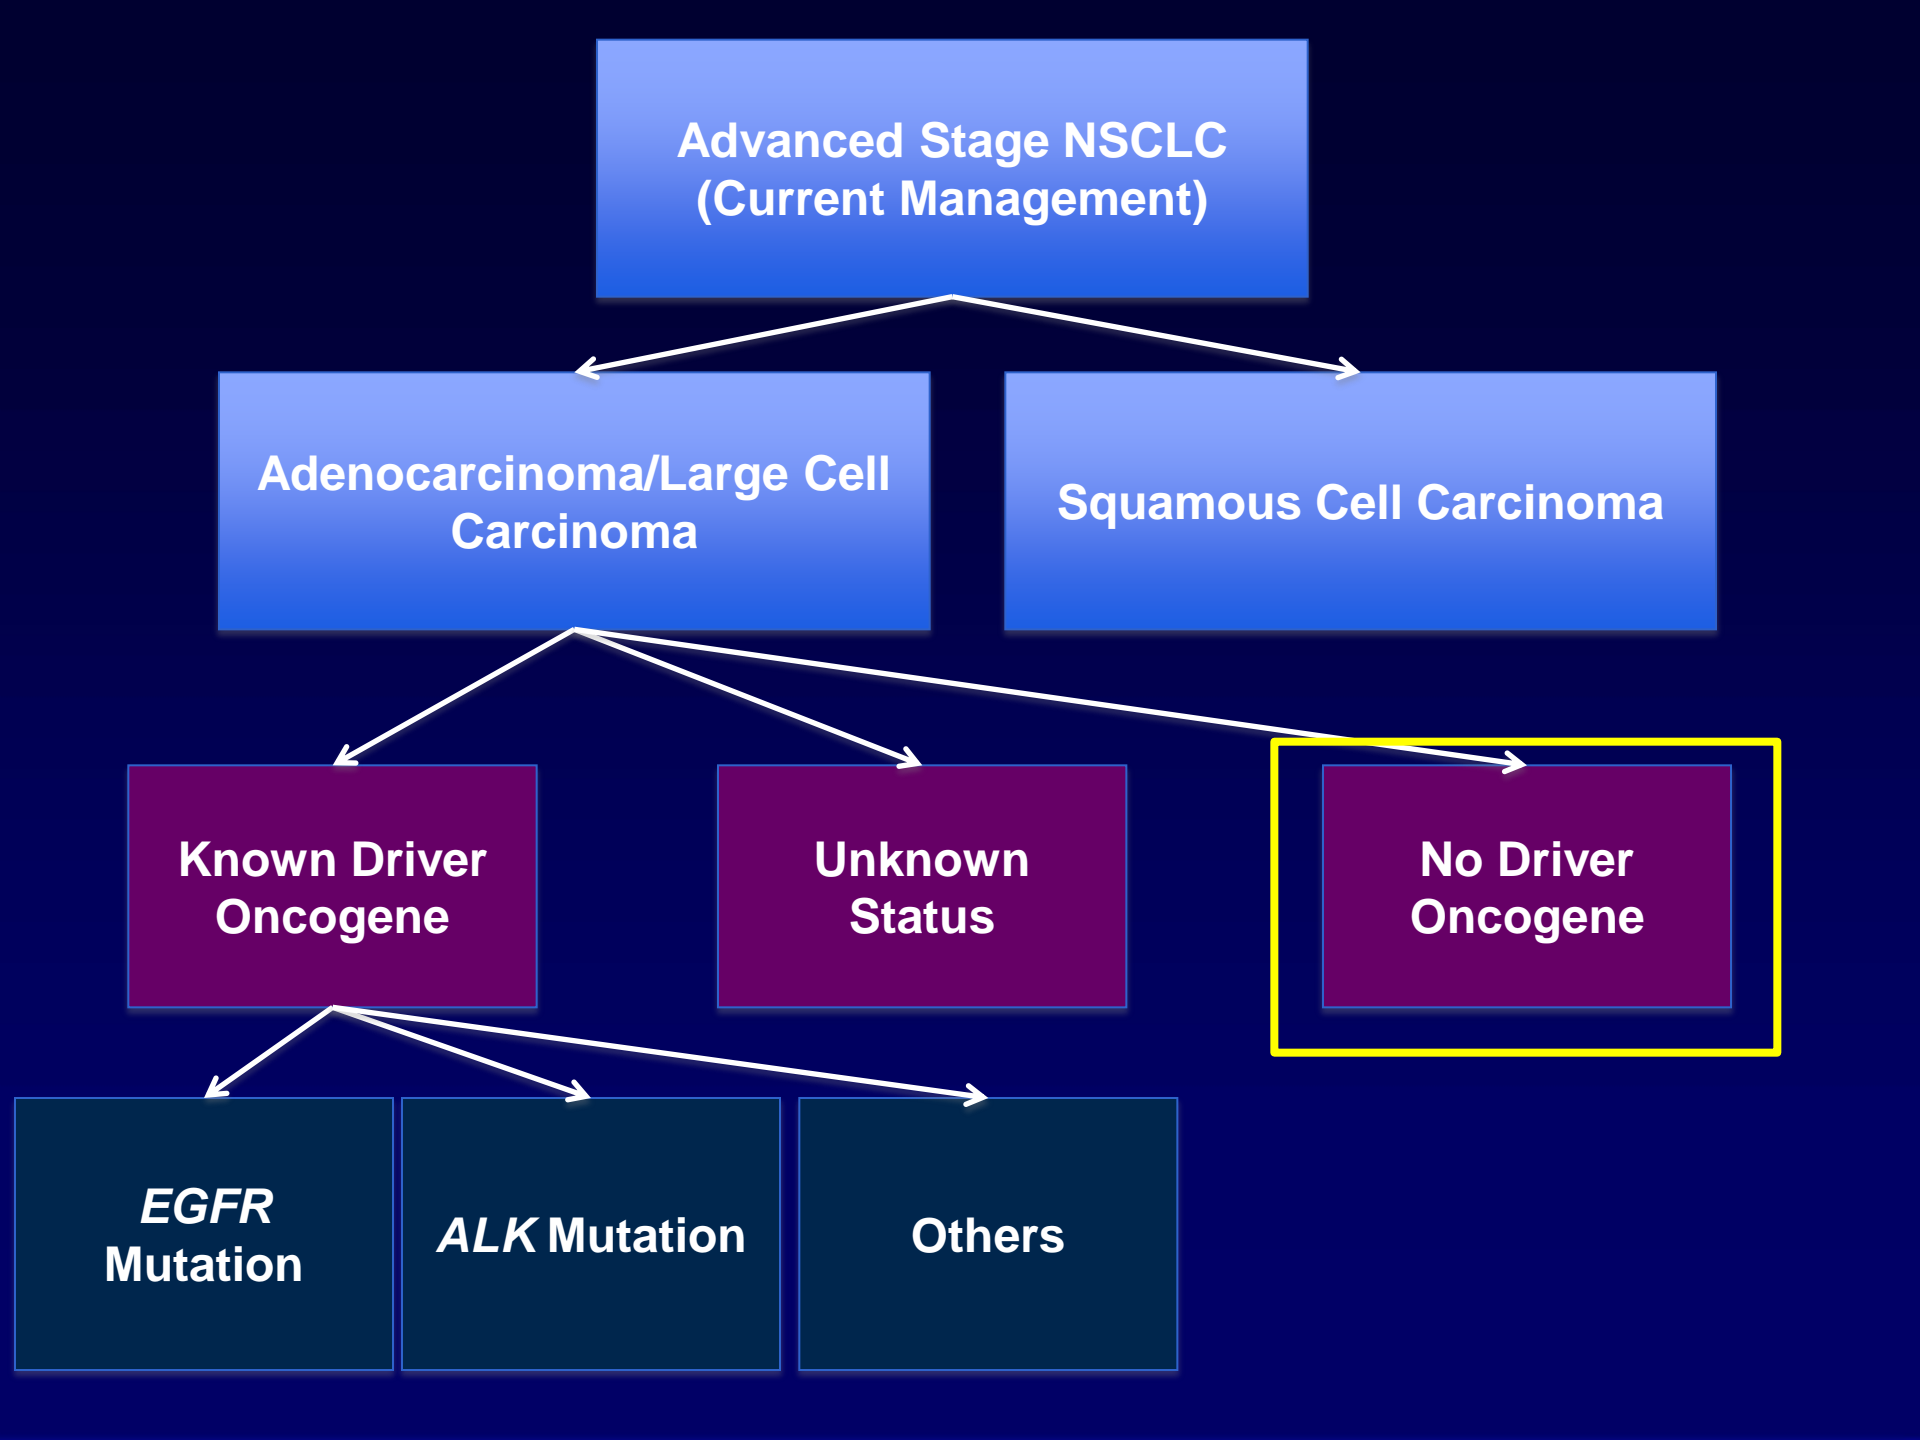 Advanced Stage NSCLC
(Current Management)
Adenocarcinoma/Large Cell
Carcinoma
Squamous Cell Carcinoma
Known Driver
Oncogene
Unknown
Status
No Driver
Oncogene
EGFR
Mutation
ALK Mutation
Others